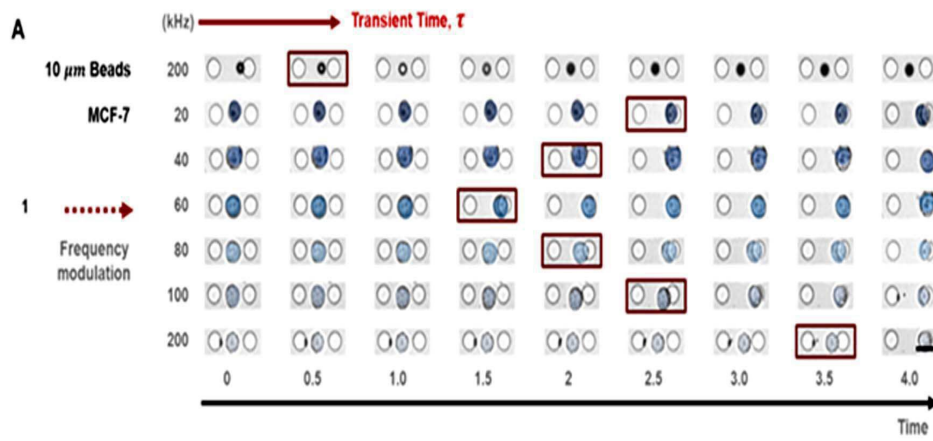 A
(kHz)
Transient Time, τ
10 μm Beads
200
MCF-7
20
40
1
60
Frequency
modulation
80
100
200
0 0.5 1.0 1.5 2 2.5 3.0 3.5 4.0
Time